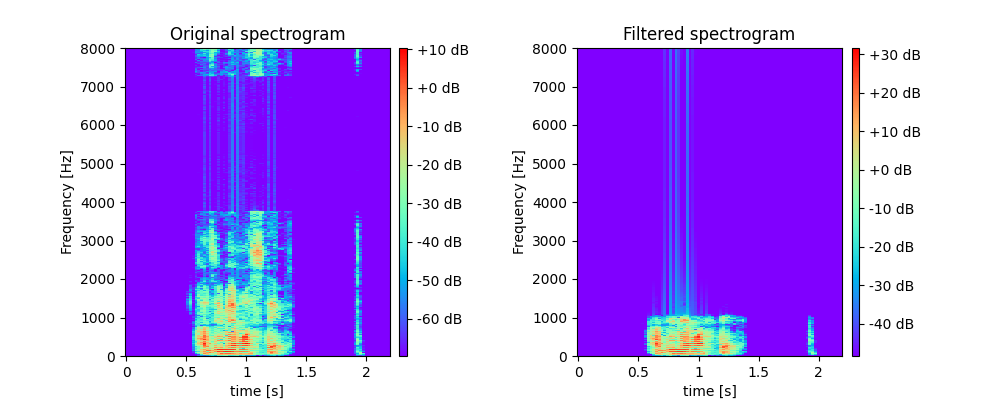 Original spectrogram
8000
7000
6000
5000
4000
3000
2000
1000
0
Frequency [Hz]
0
0.5
1
1.5
2
time [s]
+10 dB
+0 dB
-10 dB
-20 dB
-30 dB
-40 dB
-50 dB
-60 dB
Filtered spectrogram
8000
7000
6000
5000
4000
3000
2000
1000
0
Frequency [Hz]
0
0.5
1
1.5
2
time [s]
+30 dB
+20 dB
+10 dB
+0 dB
-10 dB
-20 dB
-30 dB
-40 dB